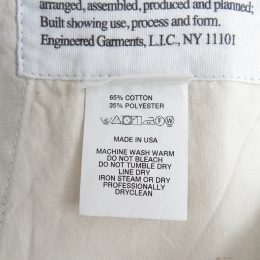 arranged, assembled, produced and planned;
Built showing use, process and form.
Engineered Garments, L.I.C., NY 11101
65% COTTON
35% POLYESTER
MADE IN USA
MACHINE WASH WARM
DO NOT BLEACH
DO NOT TUMBLE DRY
LINE DRY
IRON STEAM OR DRY
PROFESSIONALLY
DRYCLEAN